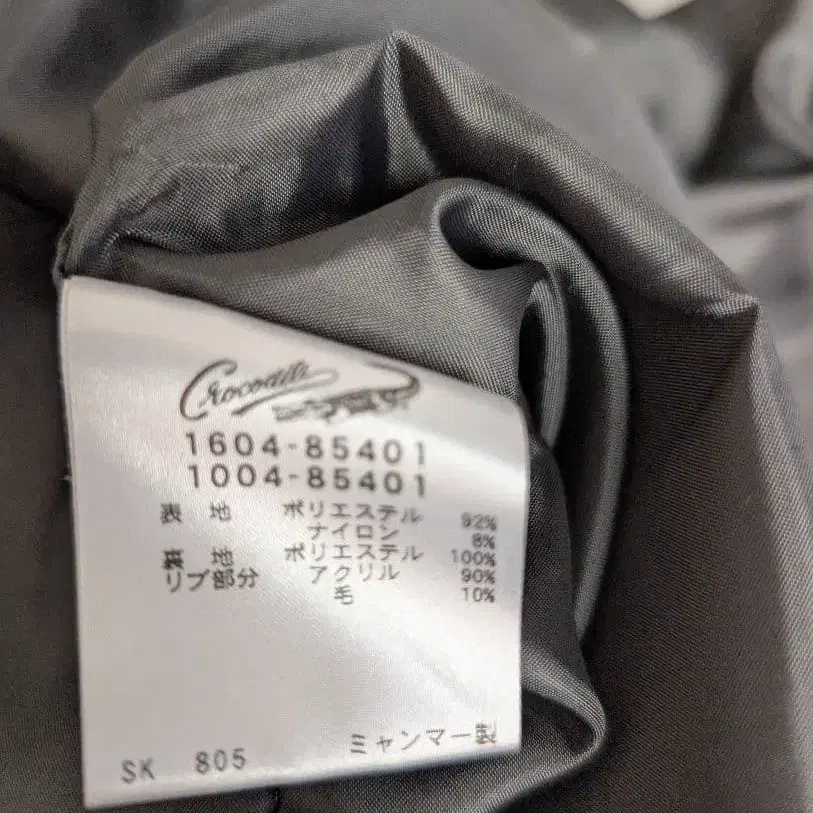 Crocodile
1604-85401
1004-85401
表 地 ポリエステル 92%
ナイロン 8%
裏 地 ポリエステル 100%
リブ部分 アクリル 90%
毛 10%
ミャンマー製
SK 805